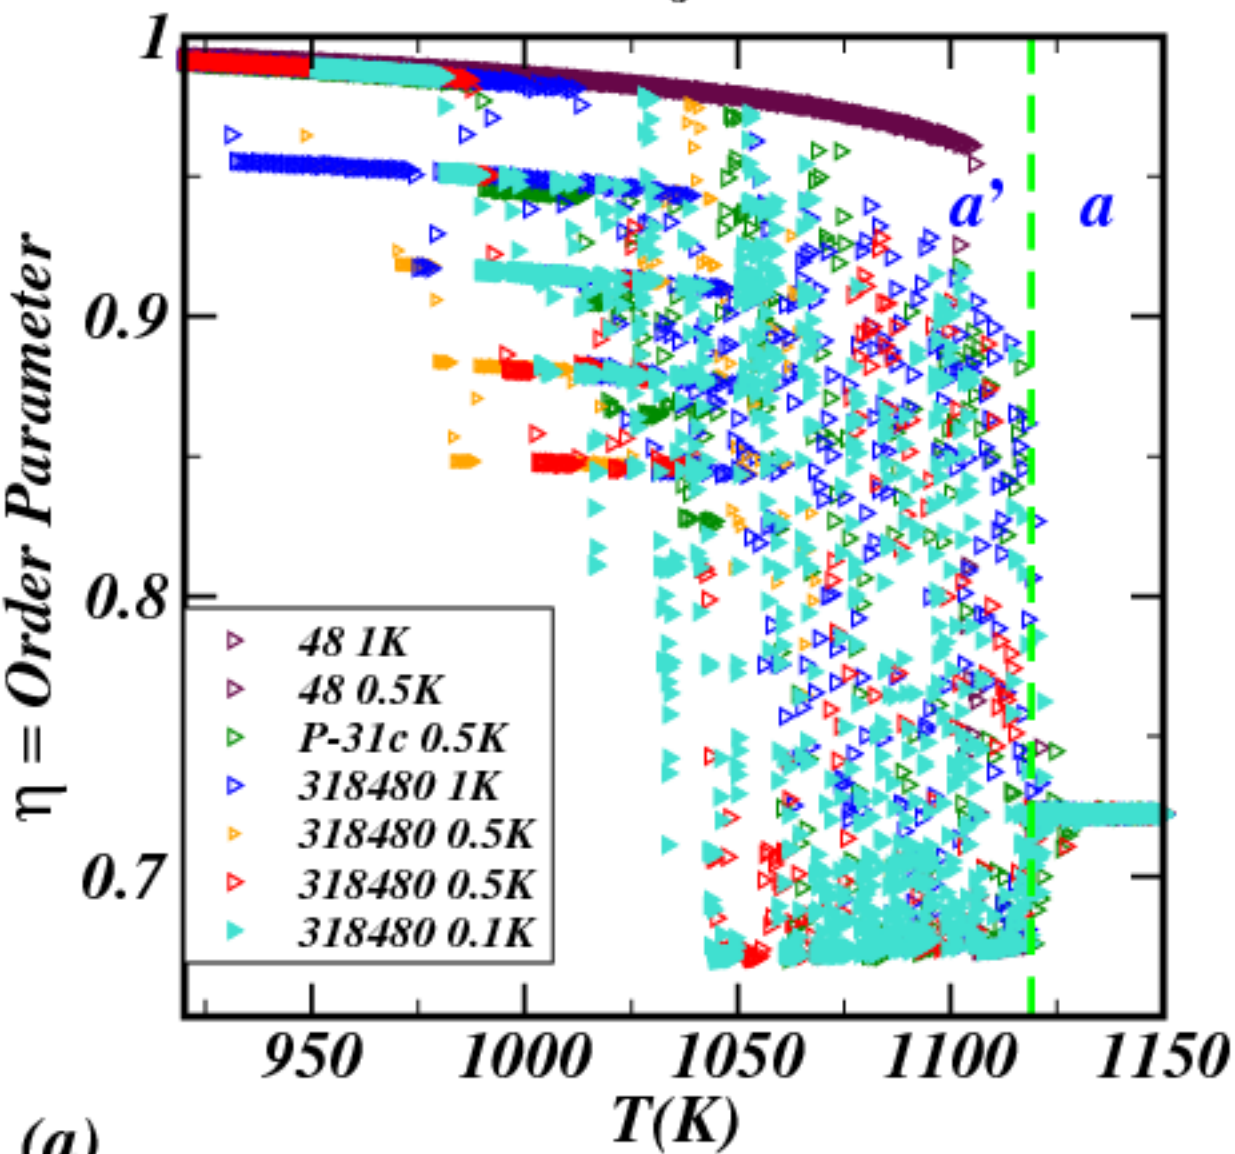 1
0.9
0.8
0.7
η = Order Parameter
a’ a
48 1K
48 0.5K
P-31c 0.5K
318480 1K
318480 0.5K
318480 0.5K
318480 0.1K
950 1000 1050 1100 1150
T(K)
(a)